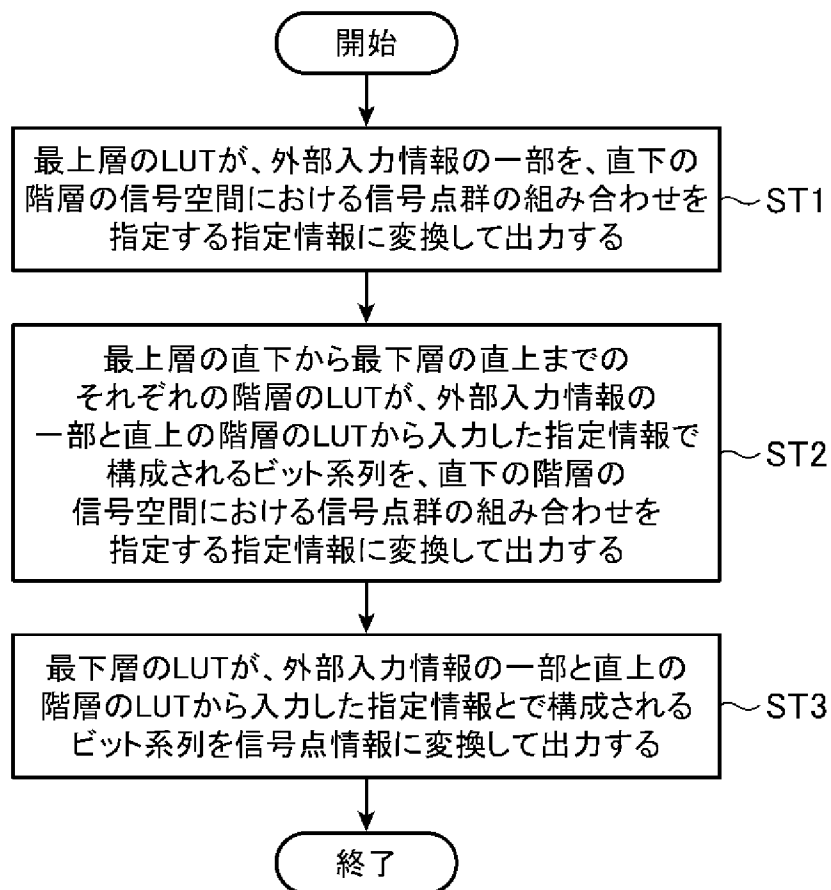 開始
最上層のLUTが、外部入力情報の一部を、直下の
階層の信号空間における信号点群の組み合わせを
指定する指定情報に変換して出力する
ST1
最上層の直下から最下層の直上までの
それぞれの階層のLUTが、外部入力情報の
一部と直上の階層のLUTから入力した指定情報で
構成されるビット系列を、直下の階層の
信号空間における信号点群の組み合わせを
指定する指定情報に変換して出力する
ST2
最下層のLUTが、外部入力情報の一部と直上の
階層のLUTから入力した指定情報とで構成される
ビット系列を信号点情報に変換して出力する
ST3
終了